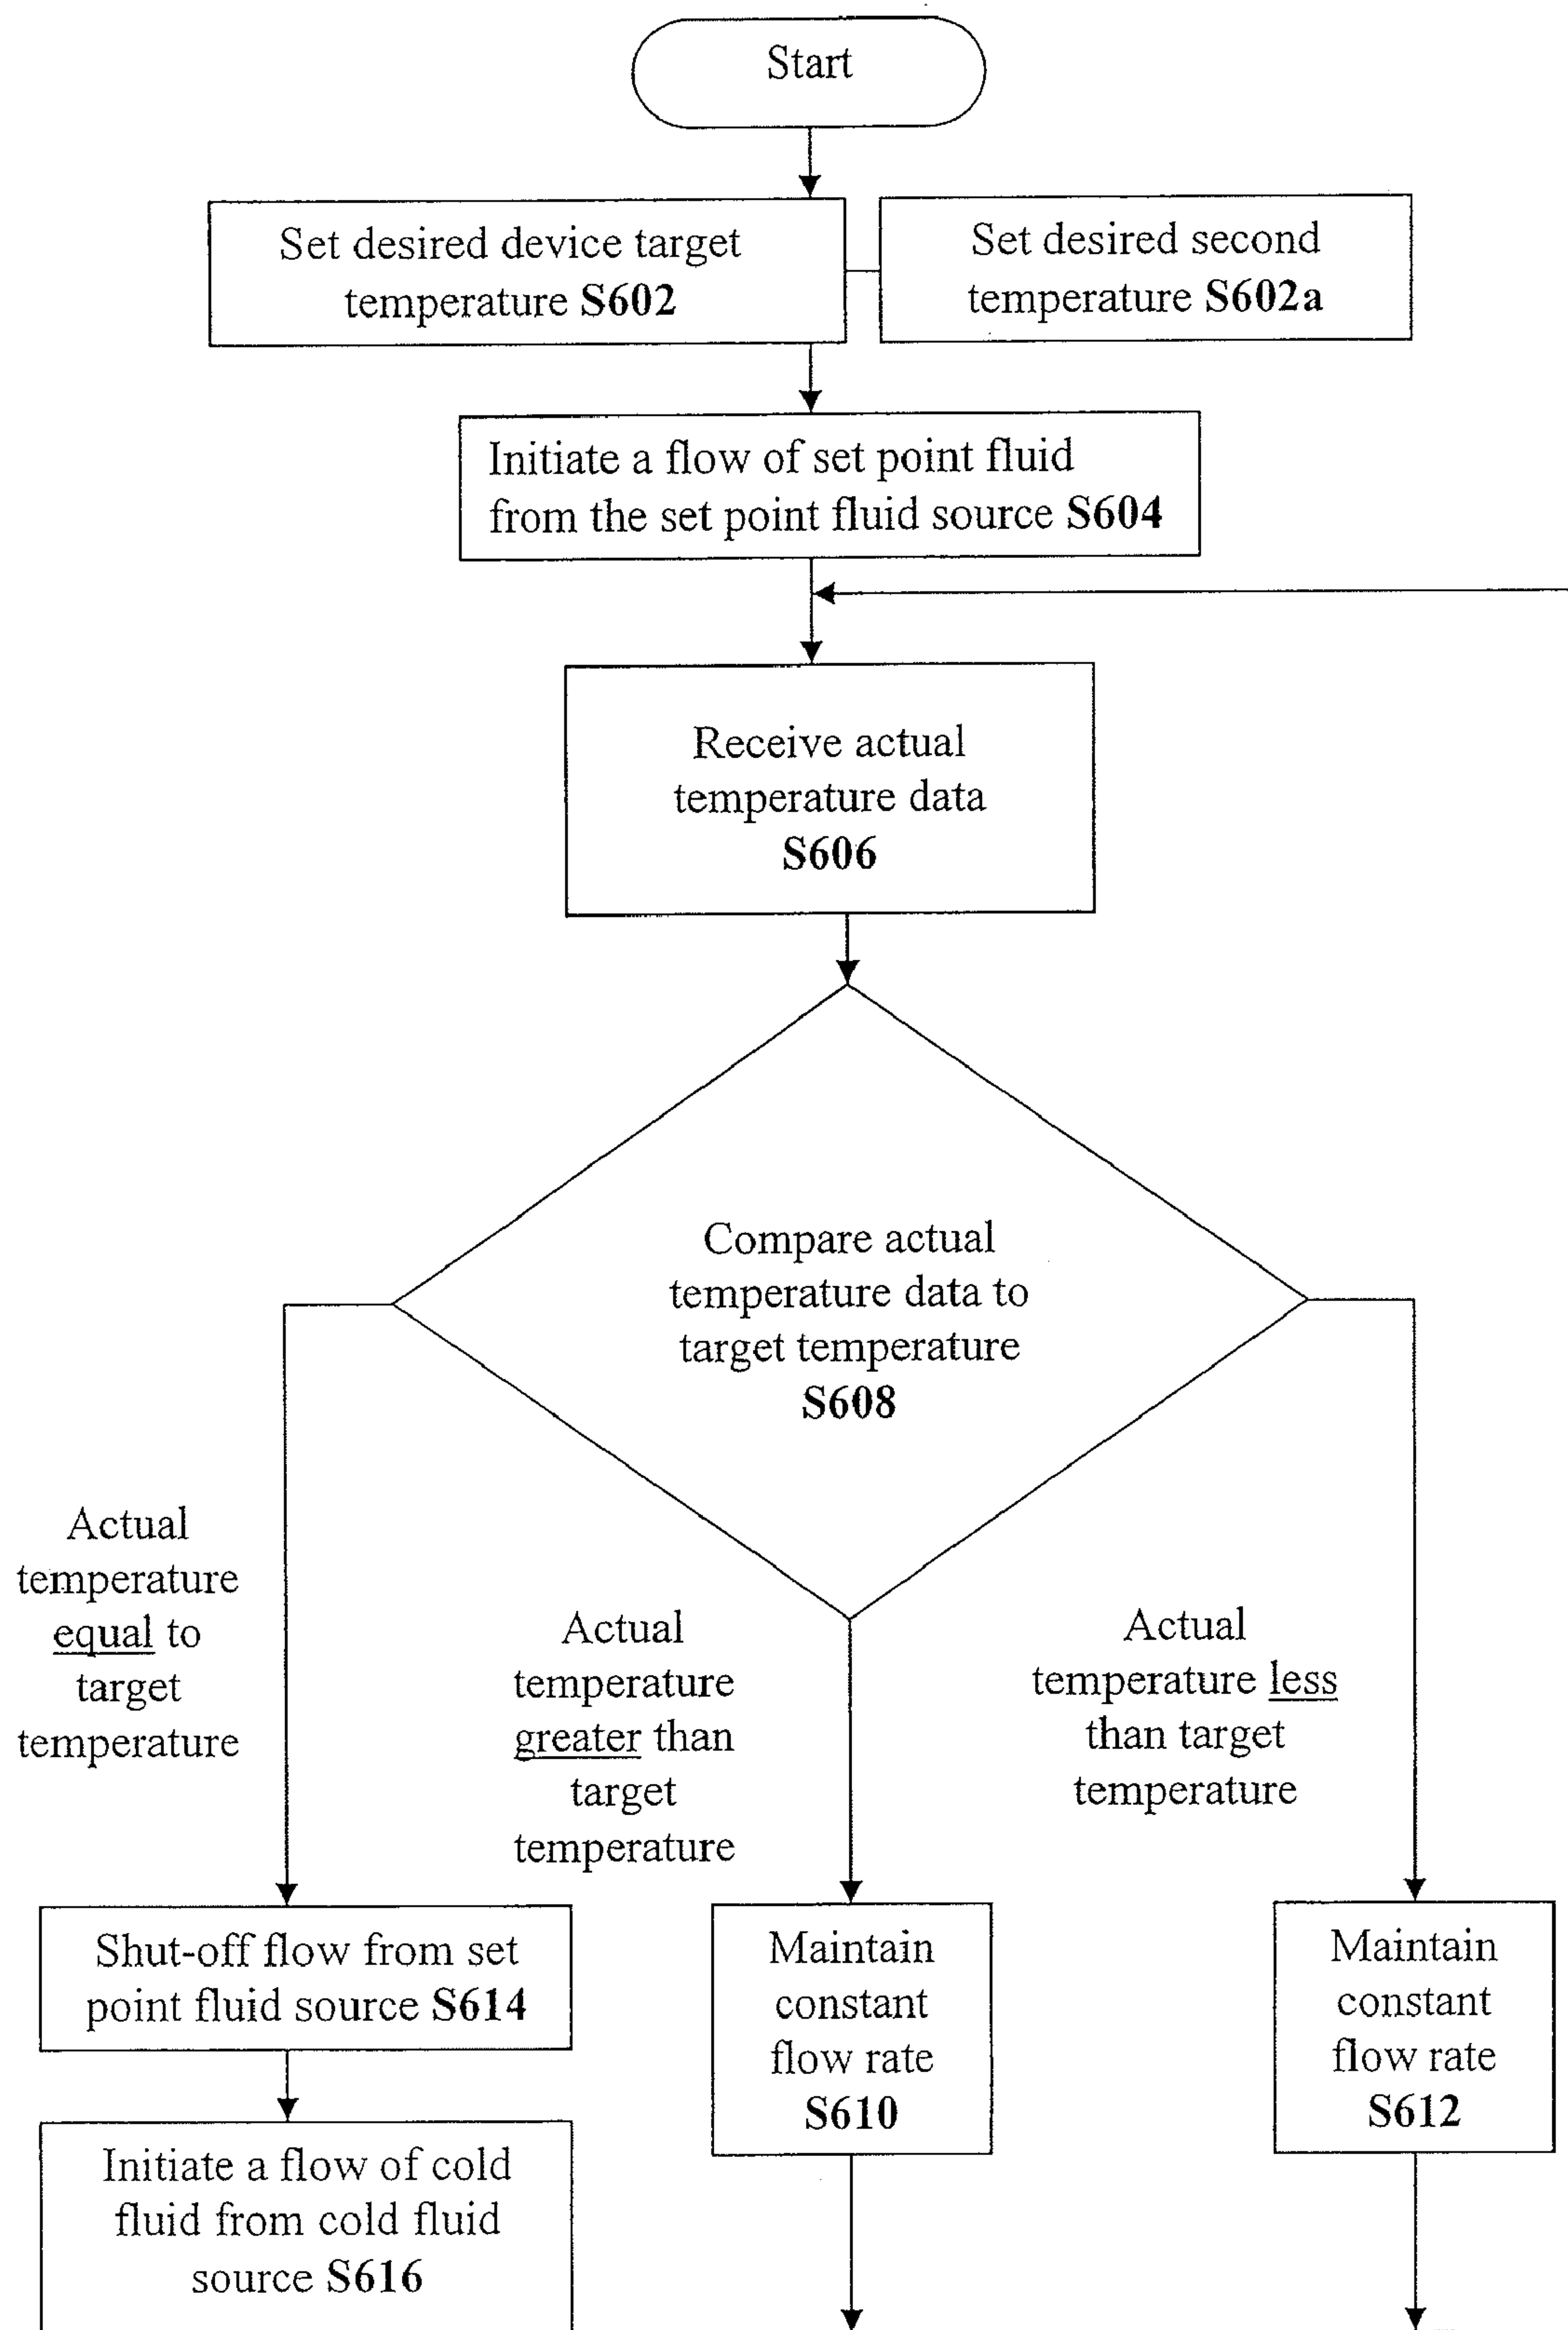 Start
Set desired device target
temperature S602
Set desired second
temperature S602a
Initiate a flow of set point fluid
from the set point fluid source S604
Receive actual
temperature data
S606
Compare actual
temperature data to
target temperature
S608
Actual
temperature
equal to
target
temperature
Actual
temperature
greater than
target
temperature
Actual
temperature less
than target
temperature
Shut-off flow from set
point fluid source S614
Maintain
constant
flow rate
S610
Maintain
constant
flow rate
S612
Initiate a flow of cold
fluid from cold fluid
source S616